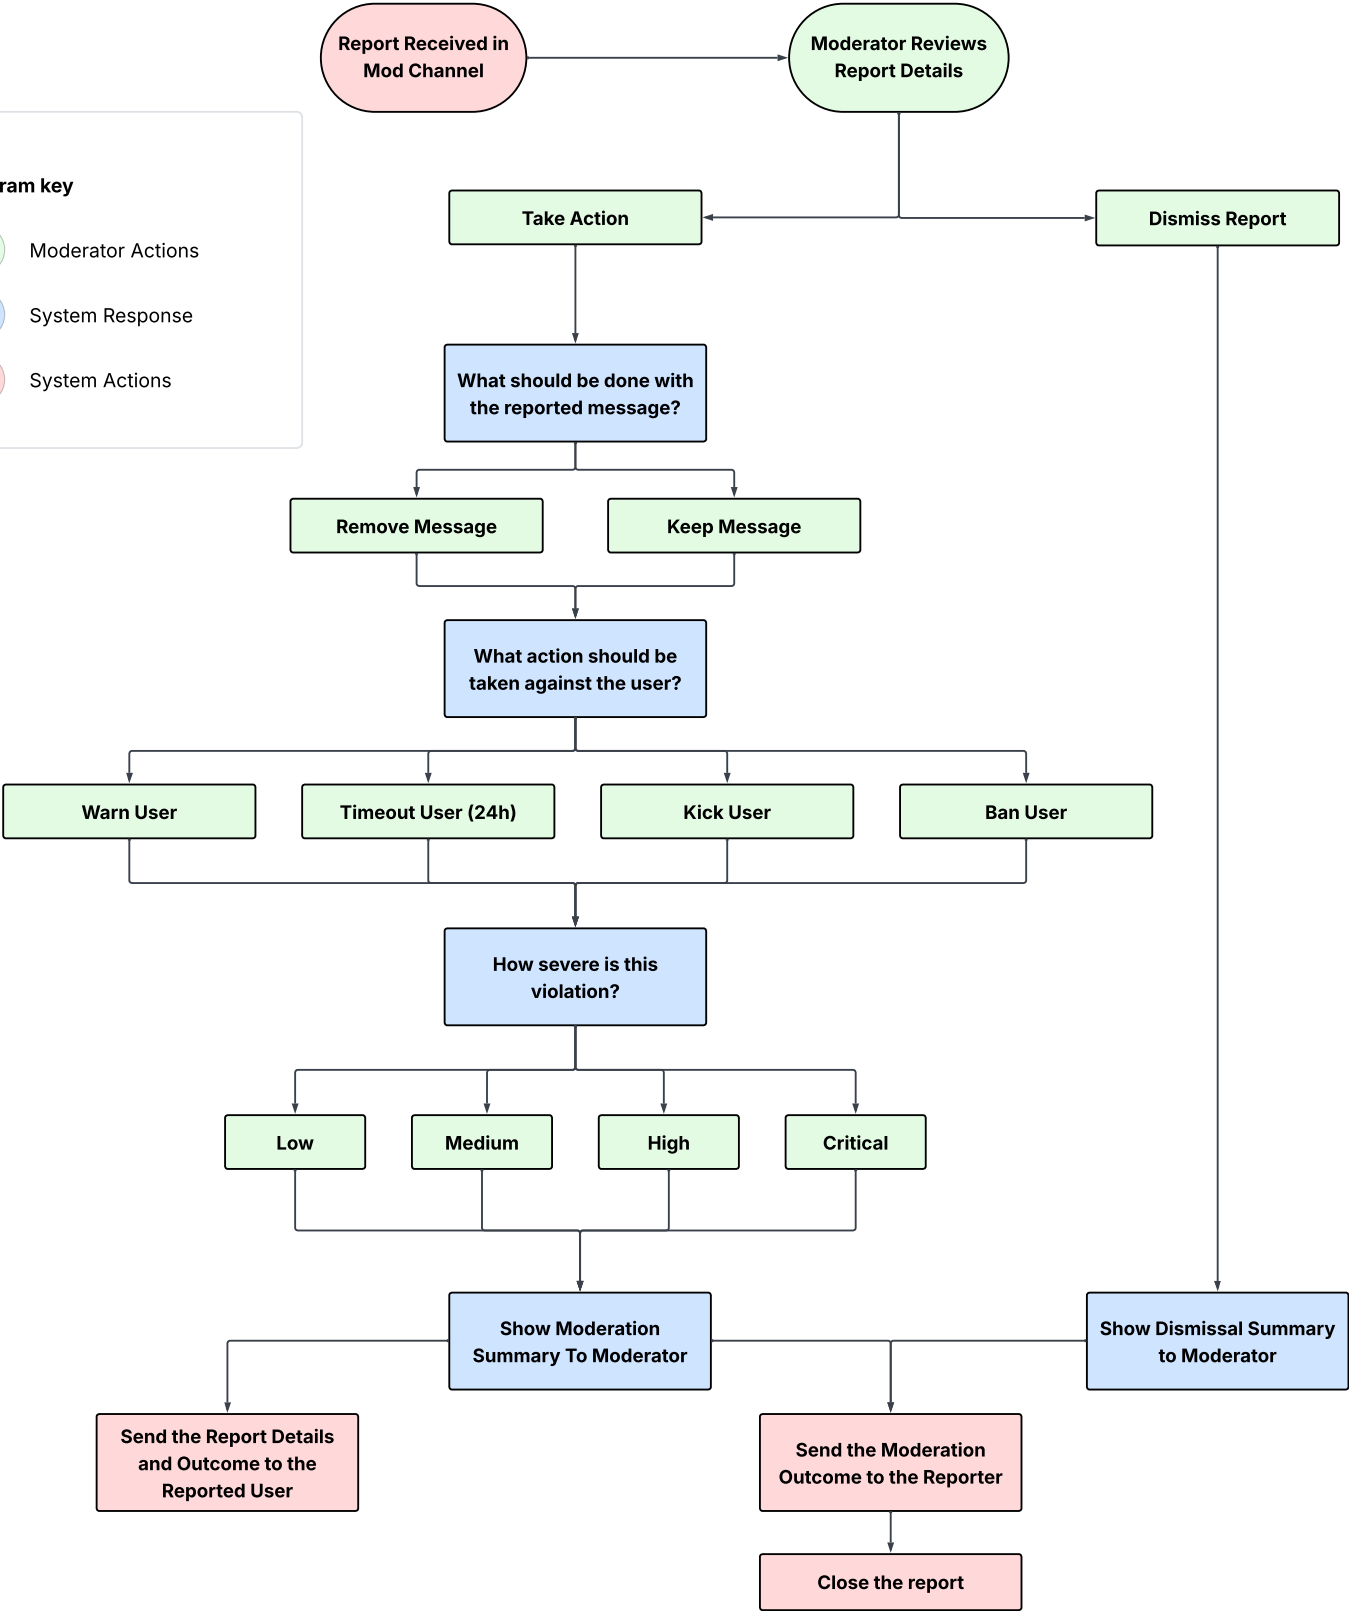 Report Received in
Mod Channel
Moderator Reviews
Report Details
ram key
Moderator Actions
System Response
System Actions
Take Action
Dismiss Report
What should be done with
the reported message?
Remove Message
Keep Message
What action should be
taken against the user?
Warn User
Timeout User (24h)
Kick User
Ban User
How severe is this
violation?
Low
Medium
High
Critical
Show Moderation
Summary To Moderator
Show Dismissal Summary
to Moderator
Send the Report Details
and Outcome to the
Reported User
Send the Moderation
Outcome to the Reporter
Close the report